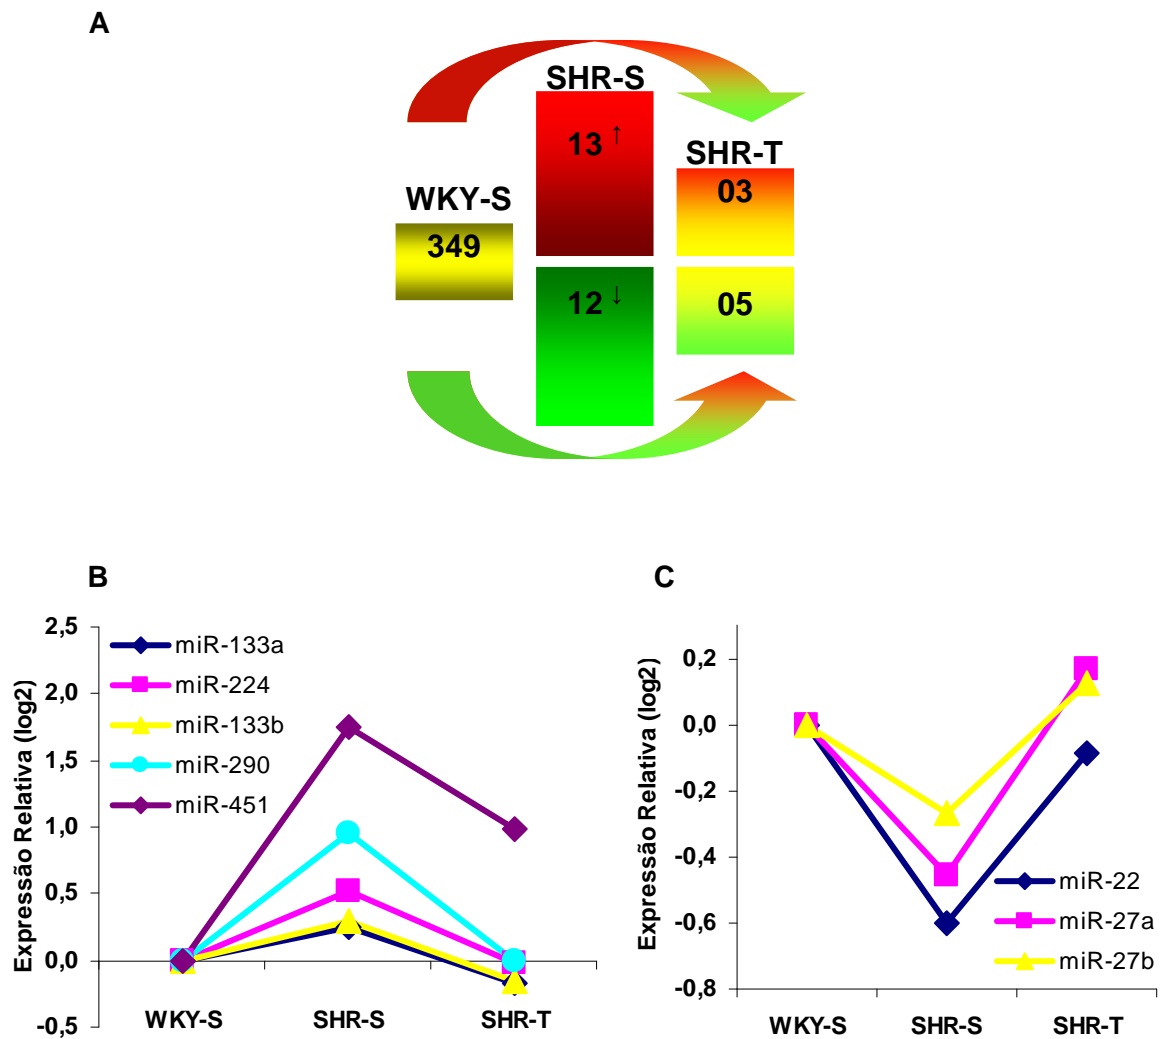 A
SHR-S
13 ↑
SHR-T
03
WKY-S
349
12 ↓
05
B
C
Expressão Relativa (log2)
2,5
2,0
1,5
1,0
0,5
0,0
-0,5
miR-133a
miR-224
miR-133b
miR-290
miR-451
WKY-S SHR-S SHR-T
Expressão Relativa (log2)
0,2
0,0
-0,2
-0,4
-0,6
-0,8
miR-22
miR-27a
miR-27b
WKY-S SHR-S SHR-T